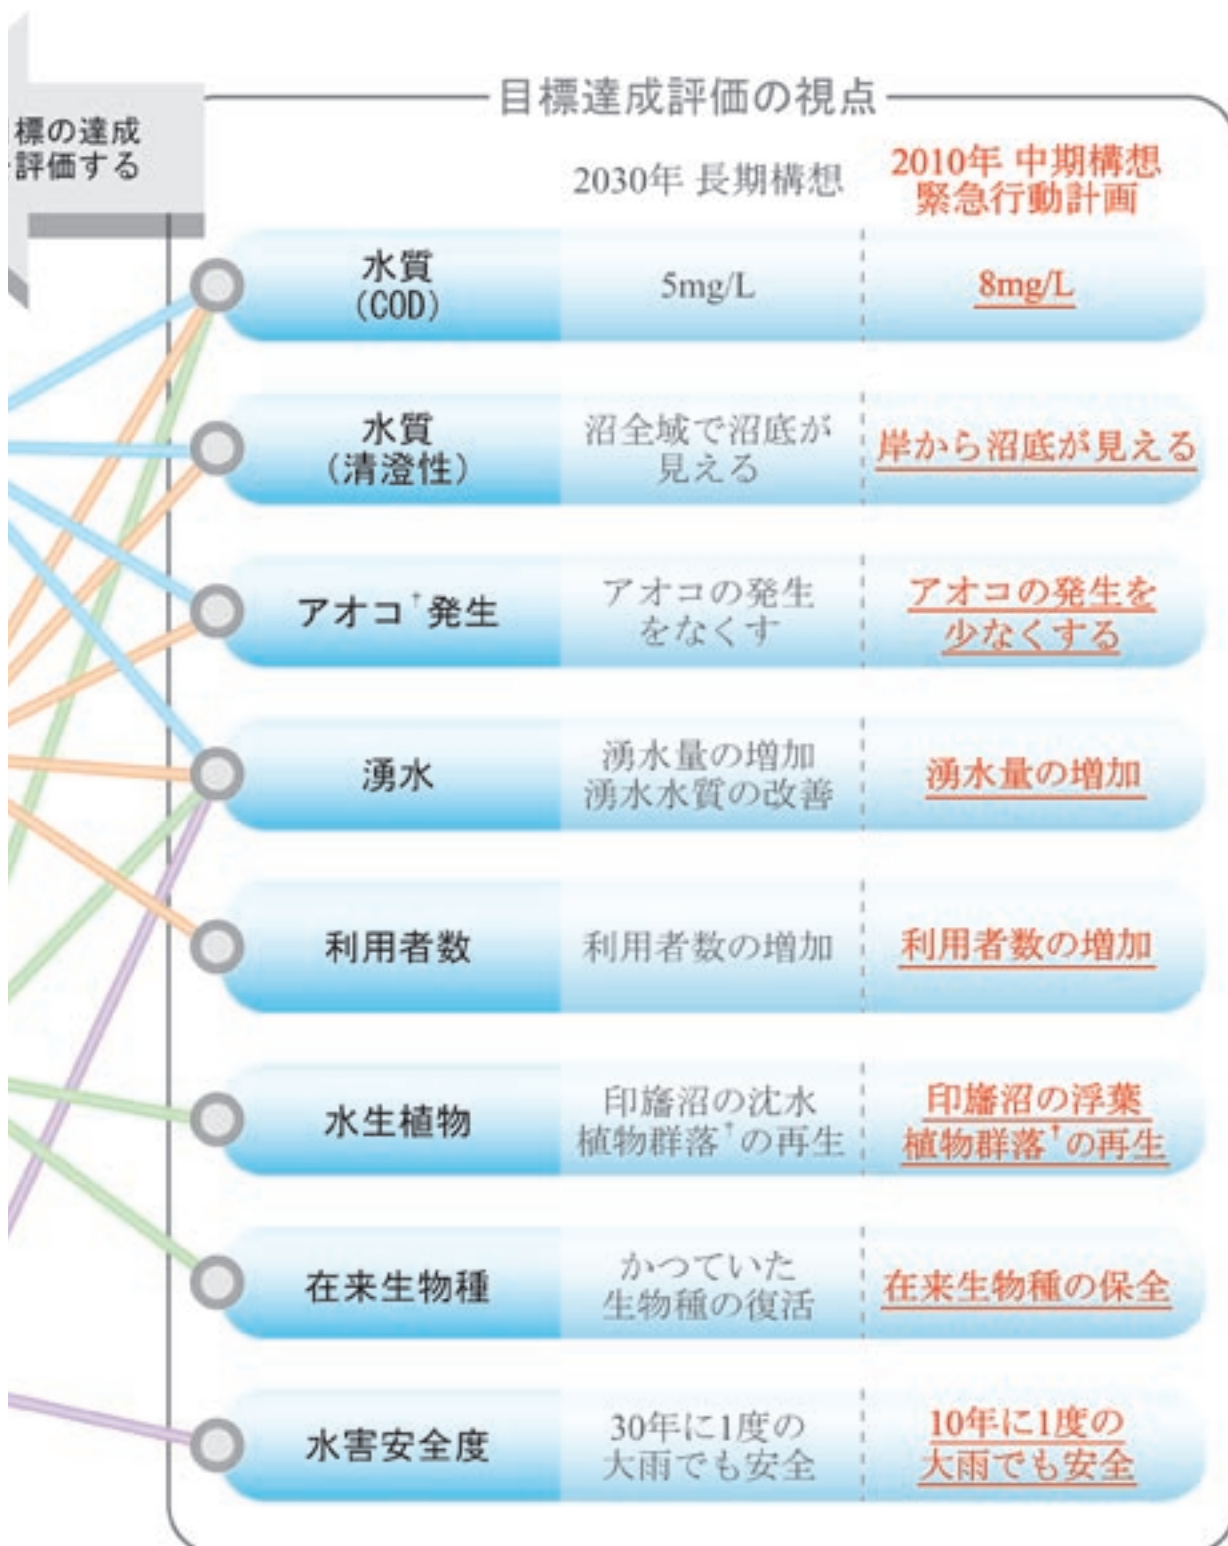 標の達成
評価する
目標達成評価の視点
2030年 長期構想
2010年 中期構想
緊急行動計画
水質
(COD)
5mg/L
8mg/L
水質
(清澄性)
沼全域で沼底が
見える
岸から沼底が見える
アオコ†発生
アオコの発生
をなくす
アオコの発生を
少なくする
湧水
湧水量の増加
湧水水質の改善
湧水量の増加
利用者数
利用者数の増加
利用者数の増加
水生植物
印旛沼の沈水
植物群落†の再生
印旛沼の浮葉
植物群落†の再生
在来生物種
かつていた
生物種の復活
在来生物種の保全
水害安全度
30年に1度の
大雨でも安全
10年に1度の
大雨でも安全